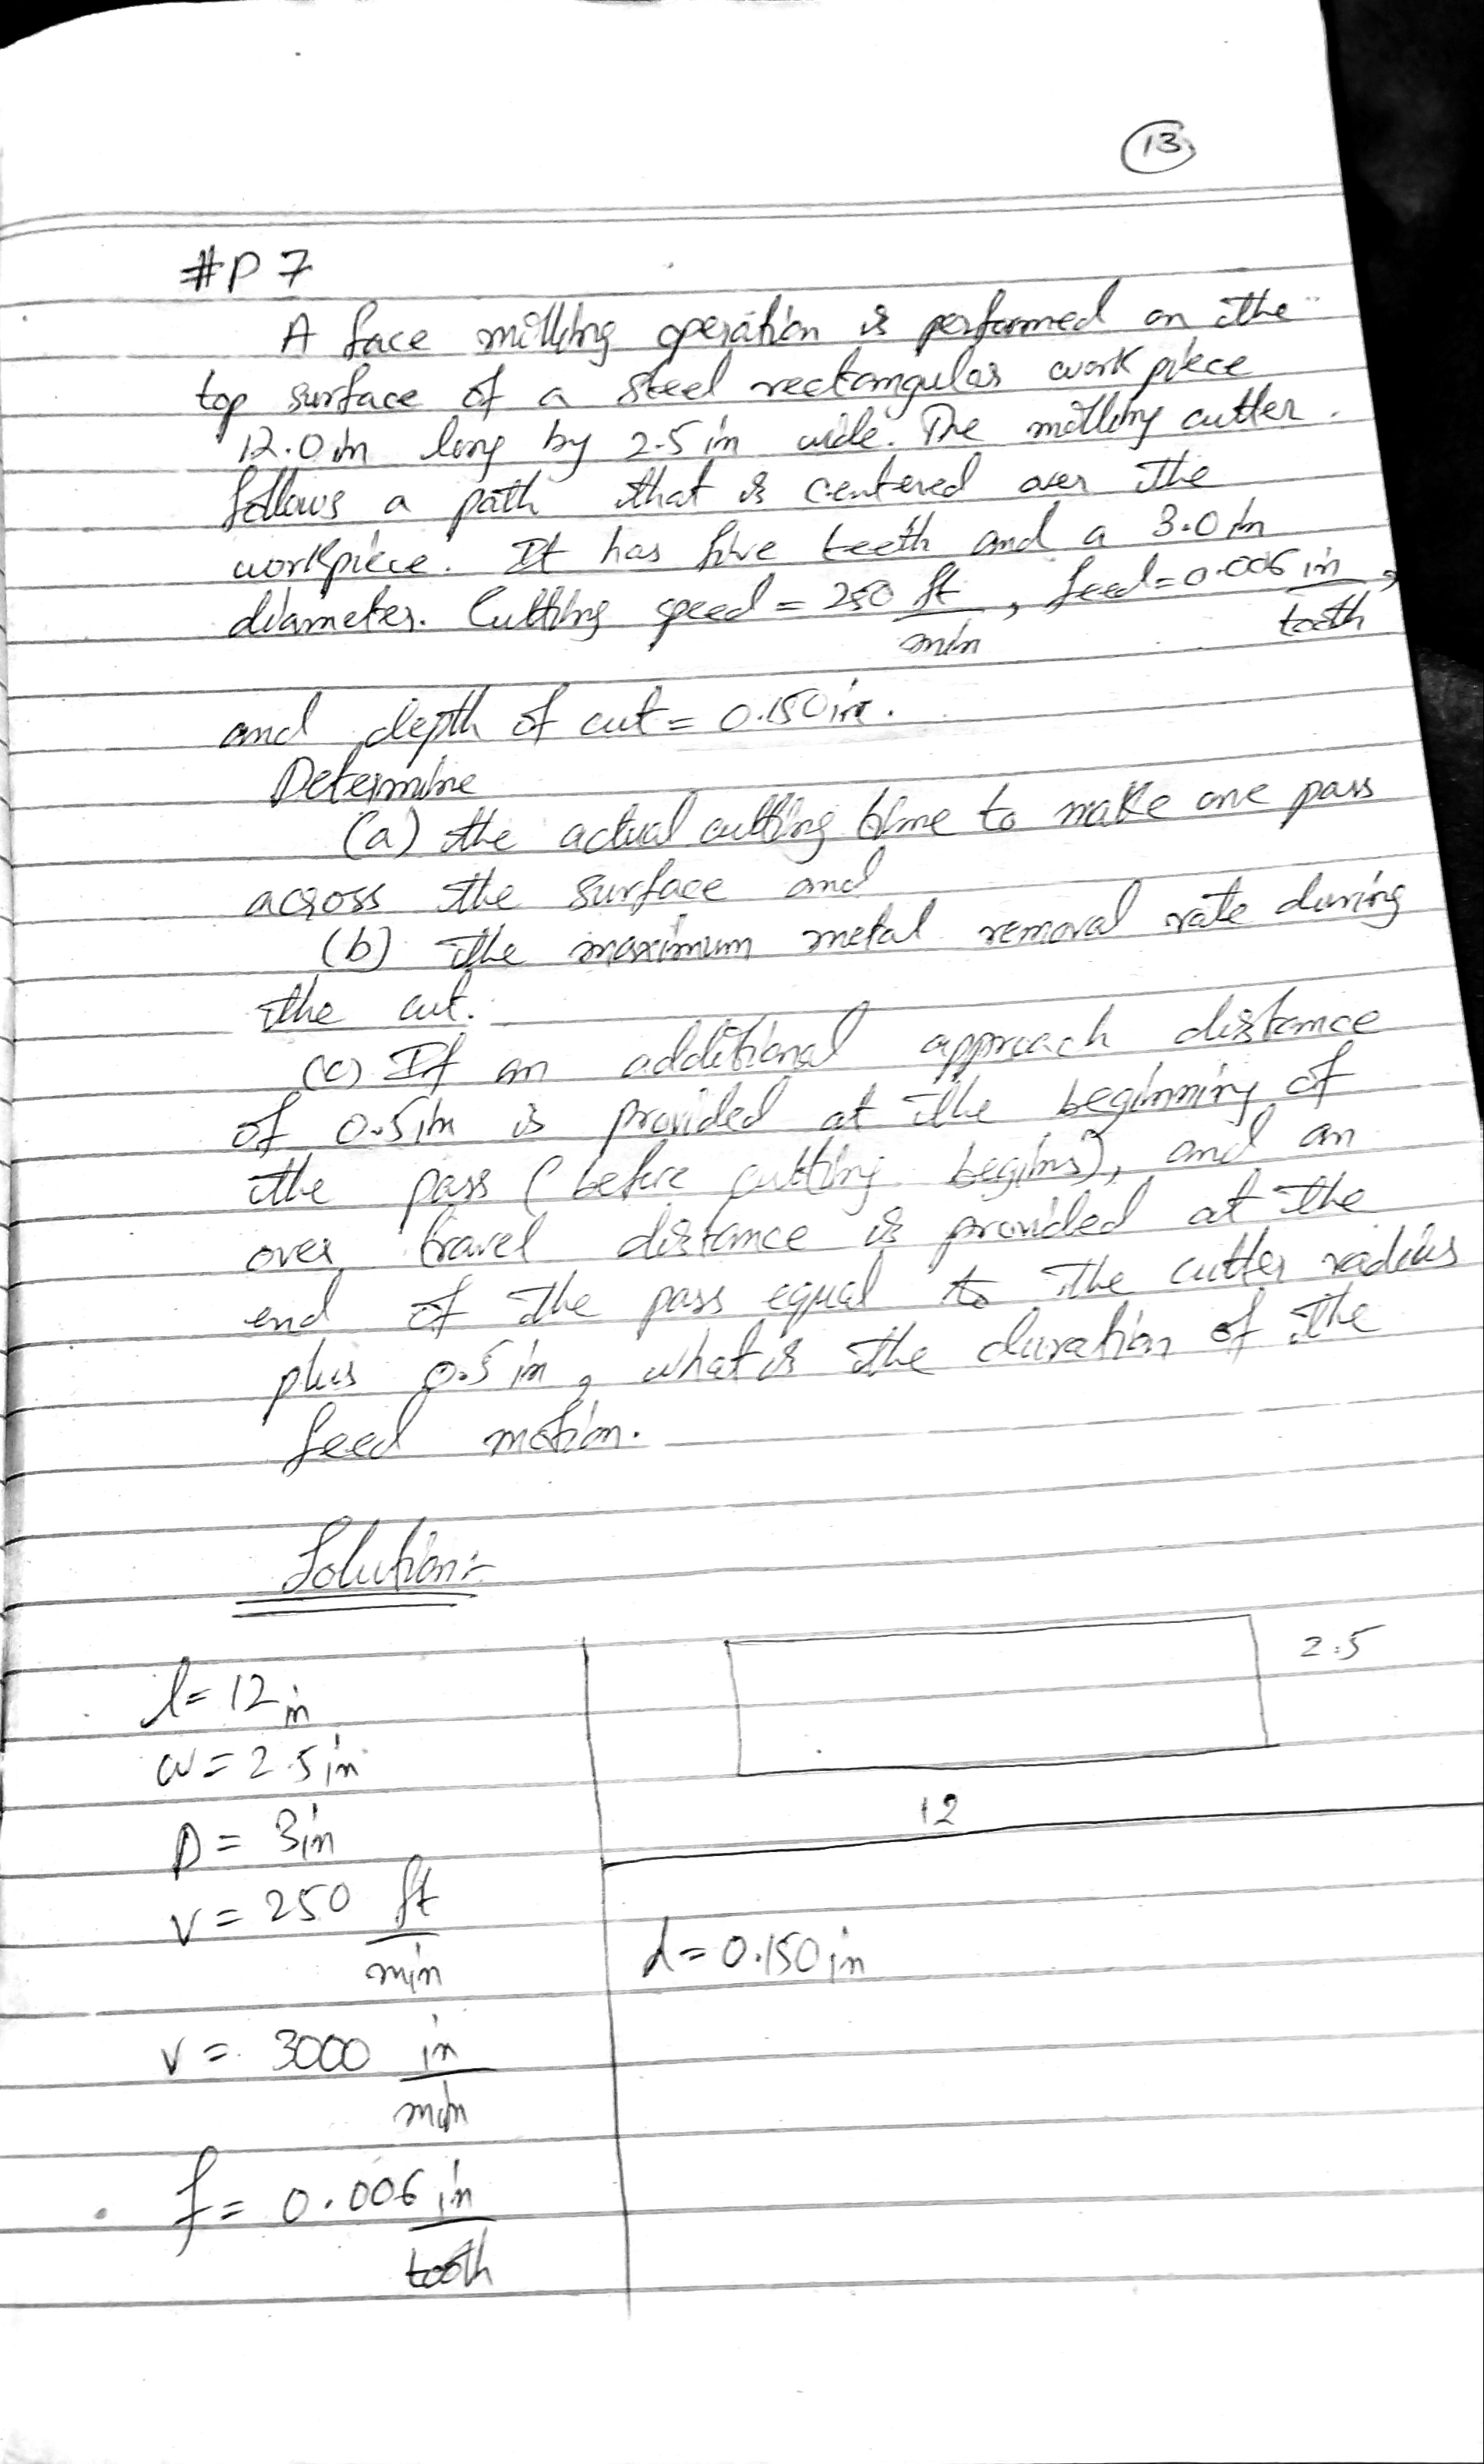 13
#P 7
A face milling operation is performed on the
top surface of a steel rectangular work piece
12.0 in long by 2.5 in wide. The milling cutter
follows a path that is centered over the
workpiece. It has five teeth and a 3.0 in
diameter. Cutting speed = 250 ft/min, feed = 0.006 in/tooth,
and depth of cut = 0.150 in.
Determine
(a) the actual cutting time to make one pass
across the surface and
(b) The maximum metal removal rate during
the cut.
(c) If an additional approach distance
of 0.5 in is provided at the beginning of
the pass (before cutting begins), and an
over travel distance is provided at the
end of the pass equal to the cutter radius
plus 0.5 in, what is the duration of the
feed motion.
Solution:-
l = 12 in
w = 2.5 in
D = 3 in
v = 250 ft/min
v = 3000 in/min
f = 0.006 in/tooth
2.5
12
d = 0.150 in